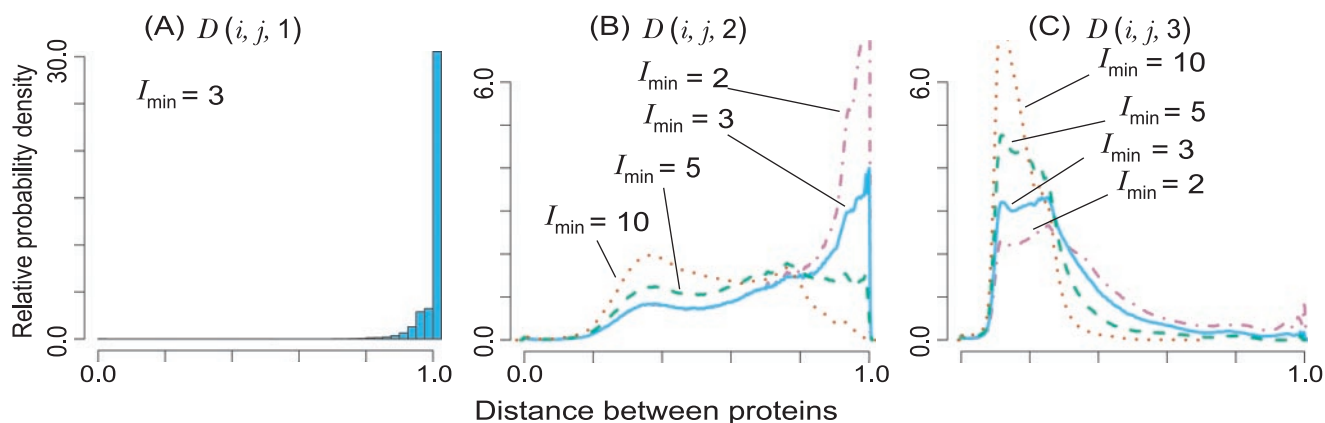 (A) D (i, j, 1)
Relative probability density
30.0
0.0
I min = 3
0.0
1.0
(B) D (i, j, 2)
6.0
0.0
I min = 2
I min = 3
I min = 5
I min = 10
0.0
1.0
(C) D (i, j, 3)
6.0
0.0
I min = 10
I min = 5
I min = 3
I min = 2
1.0
Distance between proteins